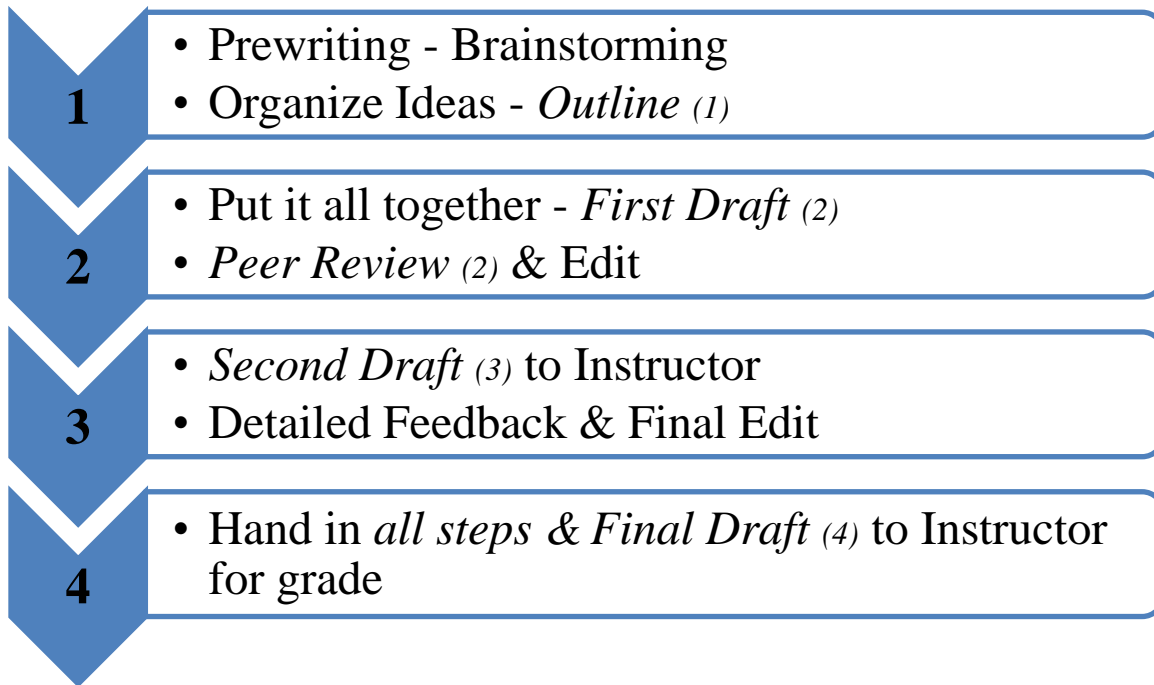 1
• Prewriting - Brainstorming
• Organize Ideas - Outline (1)
2
• Put it all together - First Draft (2)
• Peer Review (2) & Edit
3
• Second Draft (3) to Instructor
• Detailed Feedback & Final Edit
4
• Hand in all steps & Final Draft (4) to Instructor
for grade